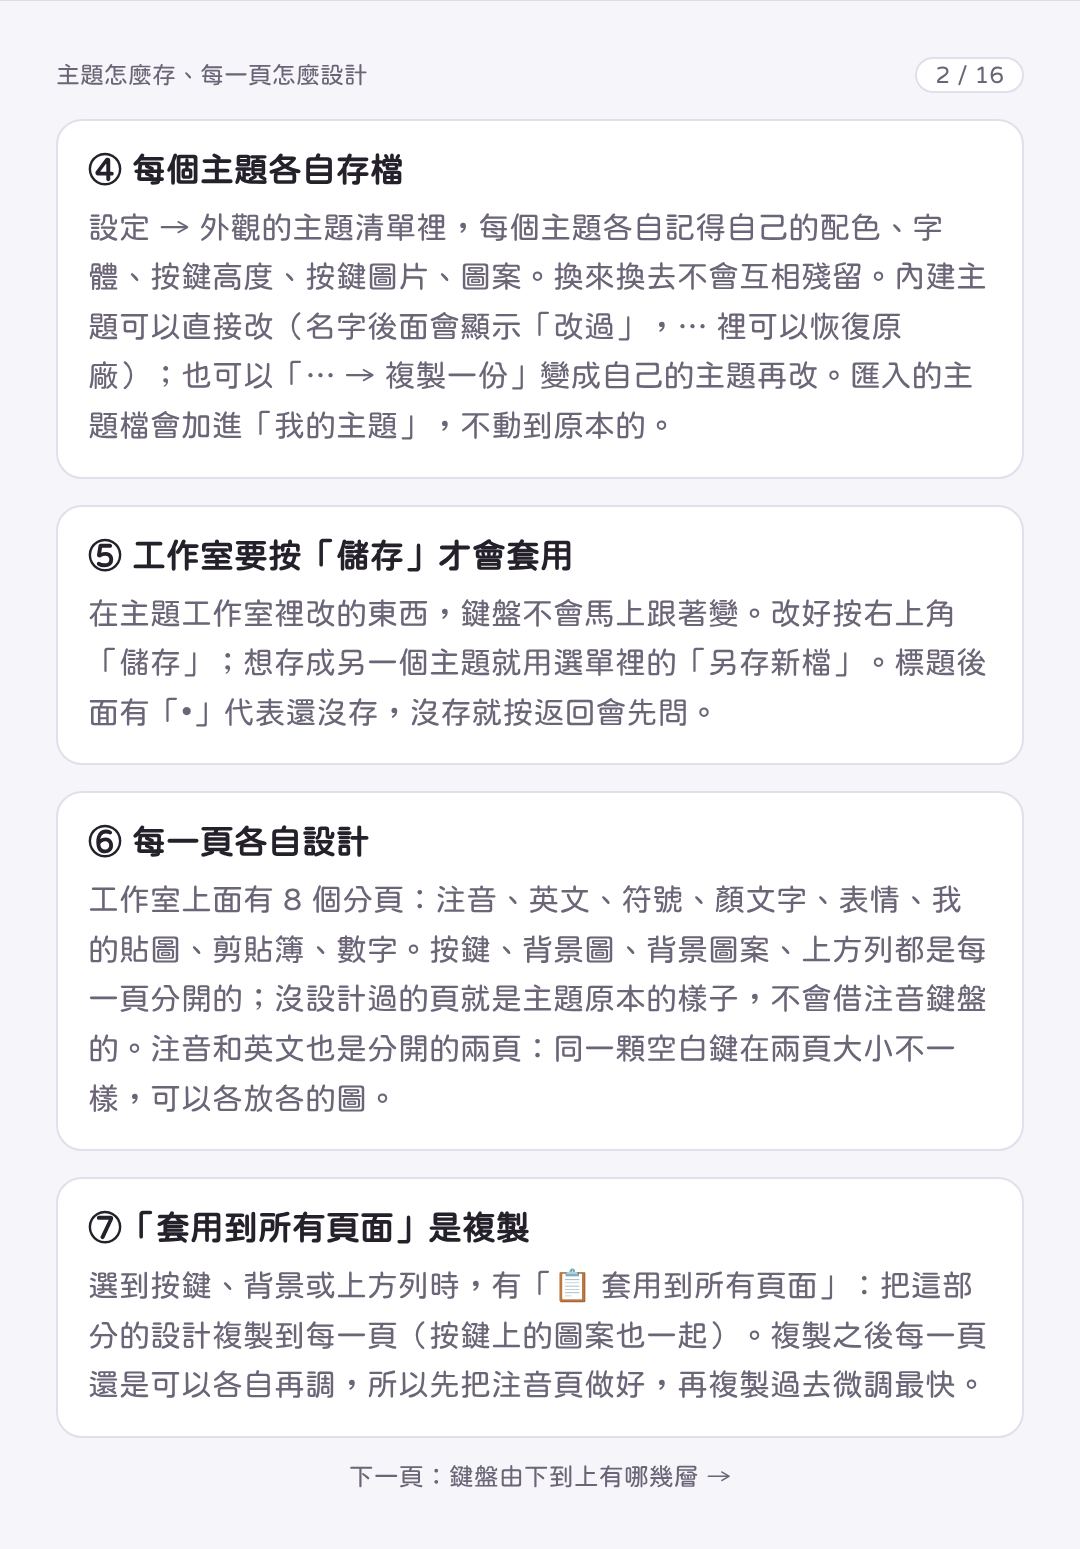 主題怎麼存、每一頁怎麼設計
2 / 16
④ 每個主題各自存檔
設定 → 外觀的主題清單裡，每個主題各自記得自己的配色、字
體、按鍵高度、按鍵圖片、圖案。換來換去不會互相殘留。內建主
題可以直接改（名字後面會顯示「改過」，⋯ 裡可以恢復原
廠）；也可以「⋯ → 複製一份」變成自己的主題再改。匯入的主
題檔會加進「我的主題」，不動到原本的。
⑤ 工作室要按「儲存」才會套用
在主題工作室裡改的東西，鍵盤不會馬上跟著變。改好按右上角
「儲存」；想存成另一個主題就用選單裡的「另存新檔」。標題後
面有「•」代表還沒存，沒存就按返回會先問。
⑥ 每一頁各自設計
工作室上面有 8 個分頁：注音、英文、符號、顏文字、表情、我
的貼圖、剪貼簿、數字。按鍵、背景圖、背景圖案、上方列都是每
一頁分開的；沒設計過的頁就是主題原本的樣子，不會借注音鍵盤
的。注音和英文也是分開的兩頁：同一顆空白鍵在兩頁大小不一
樣，可以各放各的圖。
⑦「套用到所有頁面」是複製
選到按鍵、背景或上方列時，有「📋 套用到所有頁面」：把這部
分的設計複製到每一頁（按鍵上的圖案也一起）。複製之後每一頁
還是可以各自再調，所以先把注音頁做好，再複製過去微調最快。
下一頁：鍵盤由下到上有哪幾層 →